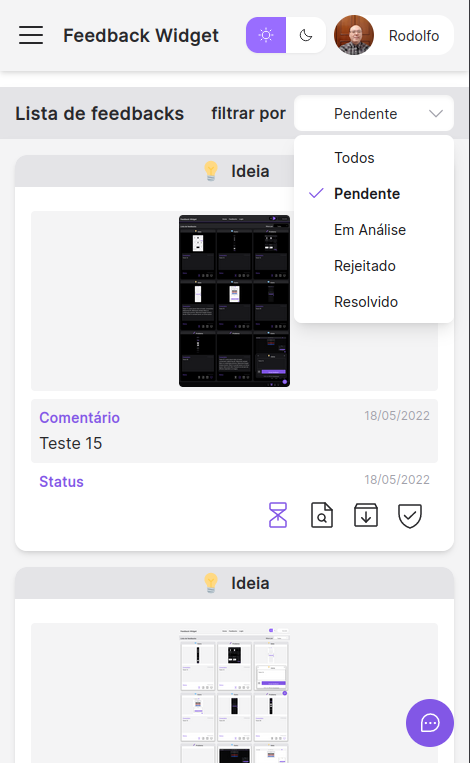 Feedback Widget
Rodolfo
Lista de feedbacks
filtrar por
Pendente
Todos
Pendente
Em Análise
Rejeitado
Resolvido
Ideia
Comentário
18/05/2022
Teste 15
Status
18/05/2022
Ideia